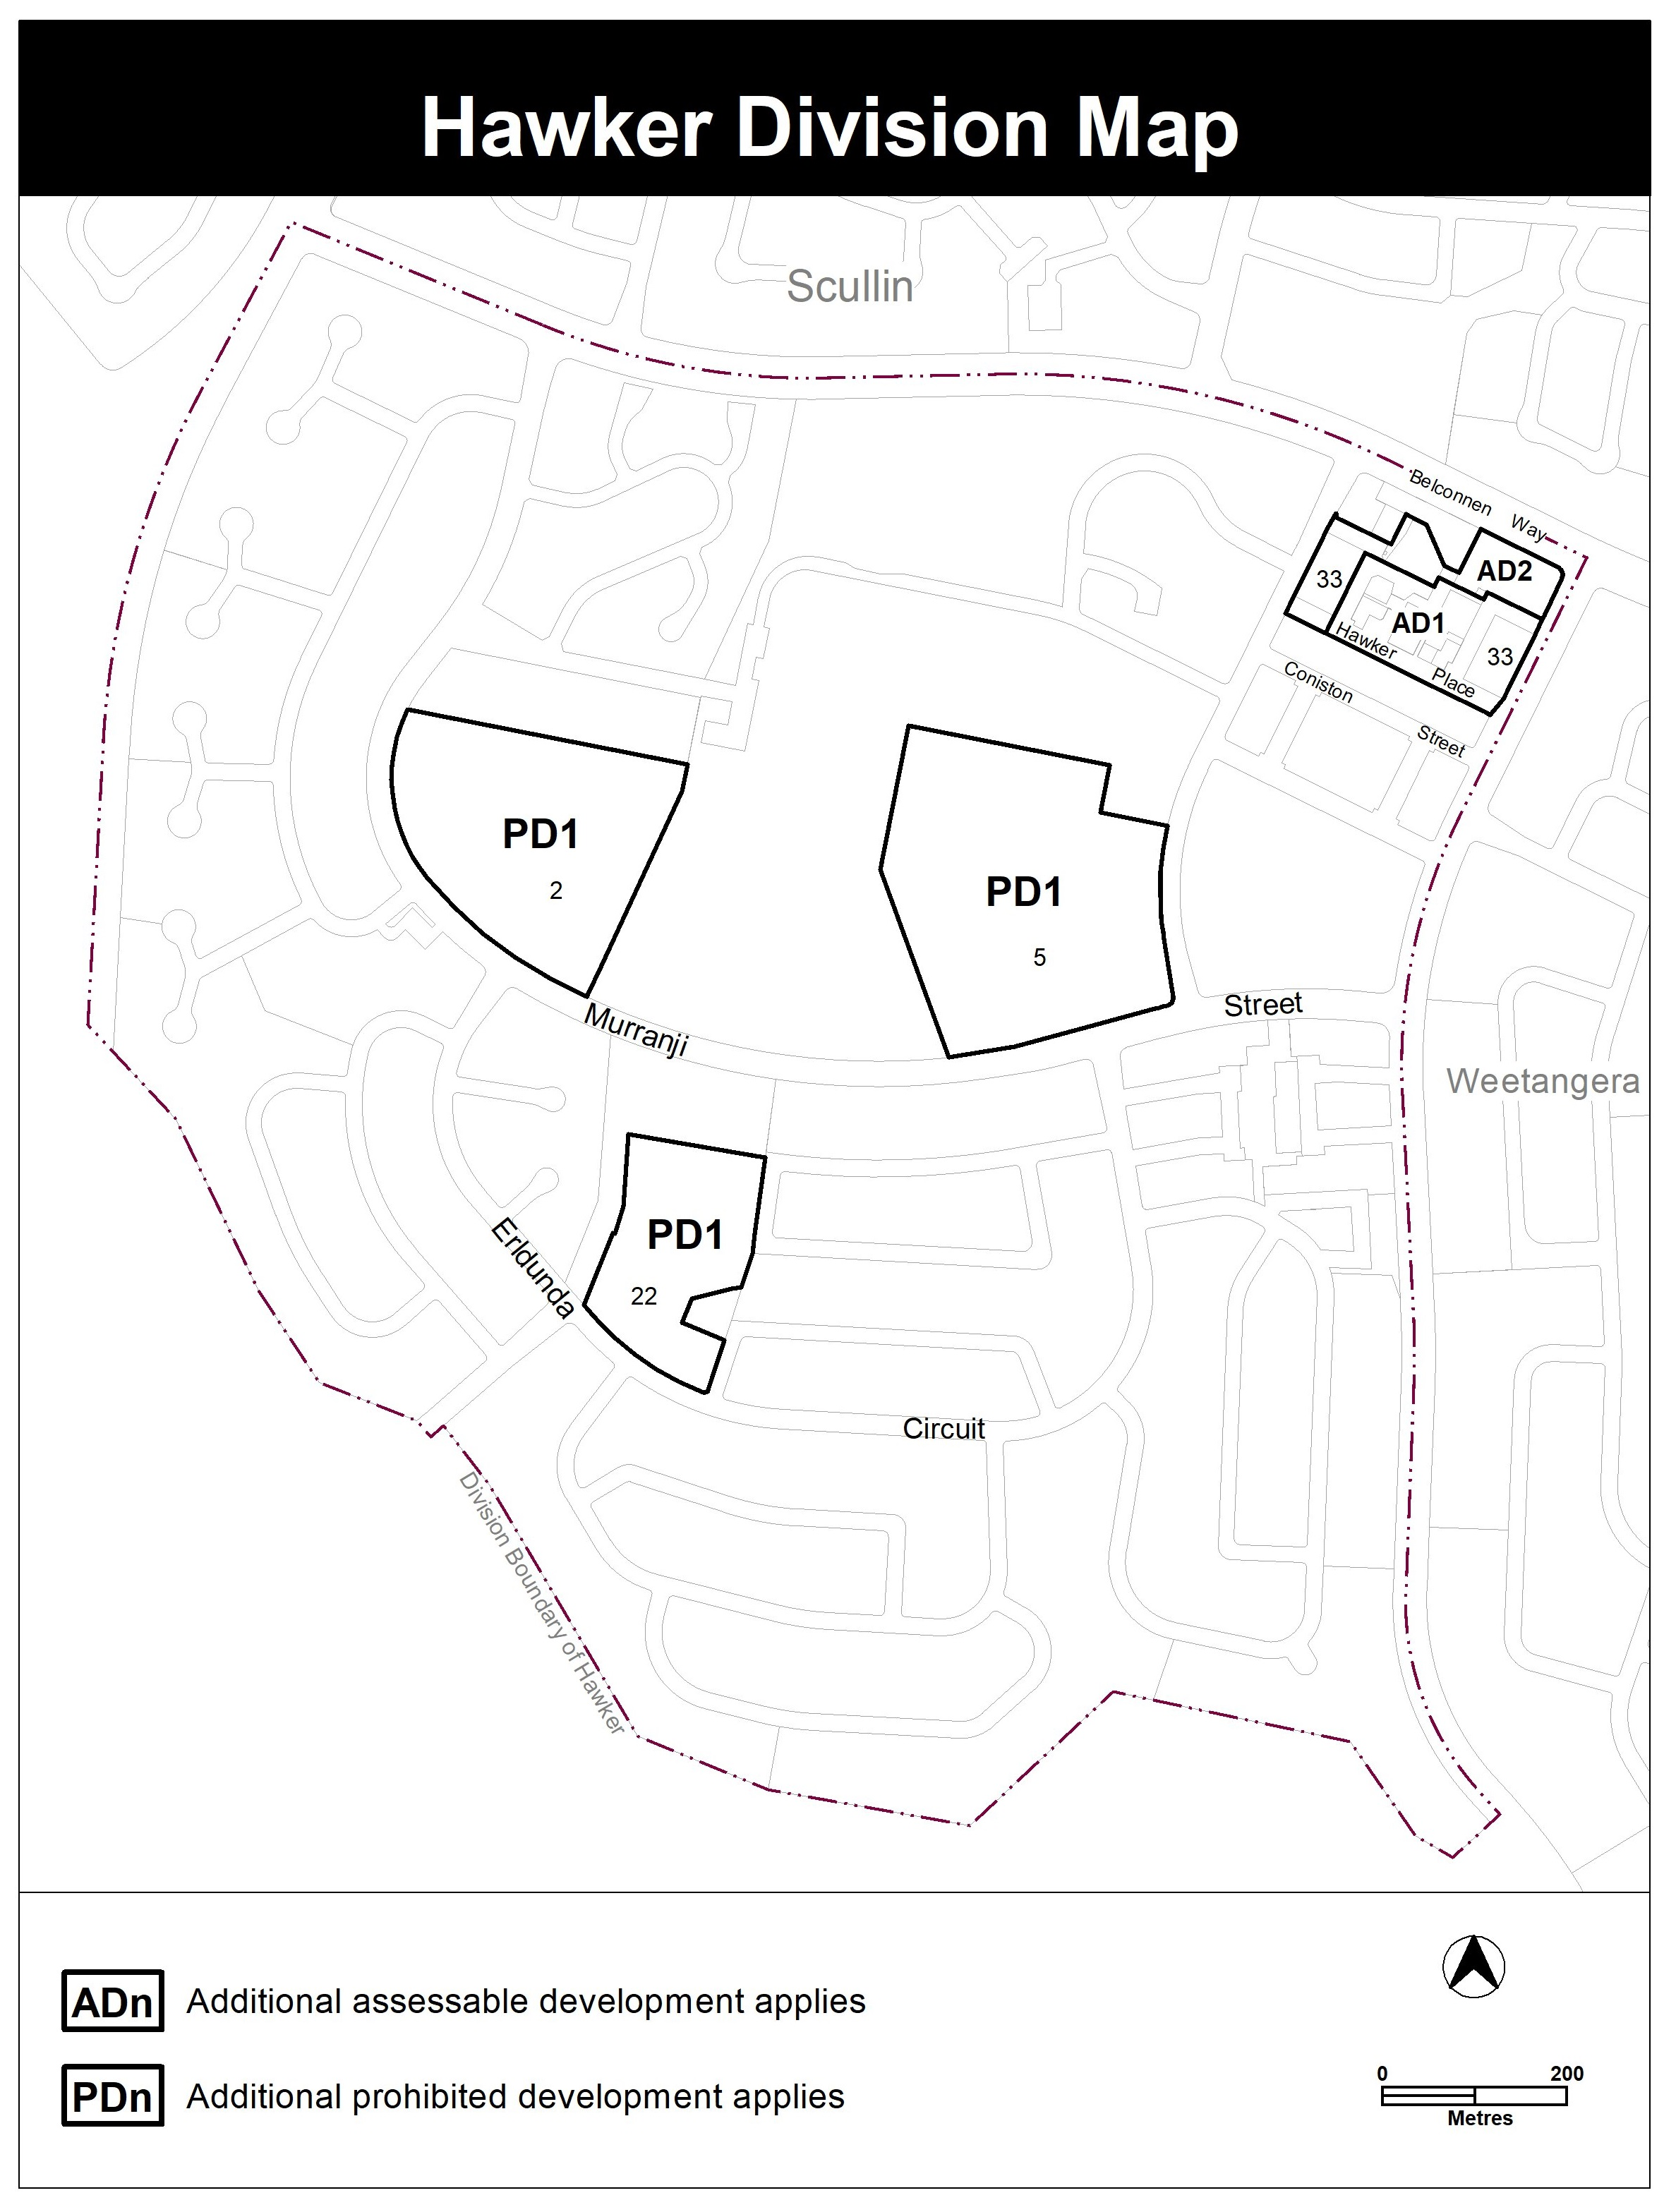 Hawker Division Map
Scullin
Belconnen Way
AD2
33
AD1
Hawker Place
33
Coniston Street
PD1
2
PD1
5
Murranji Street
Weetangera
PD1
22
Erldunda Circuit
Division Boundary of Hawker
ADn Additional assessable development applies
PDn Additional prohibited development applies
0 200
Metres